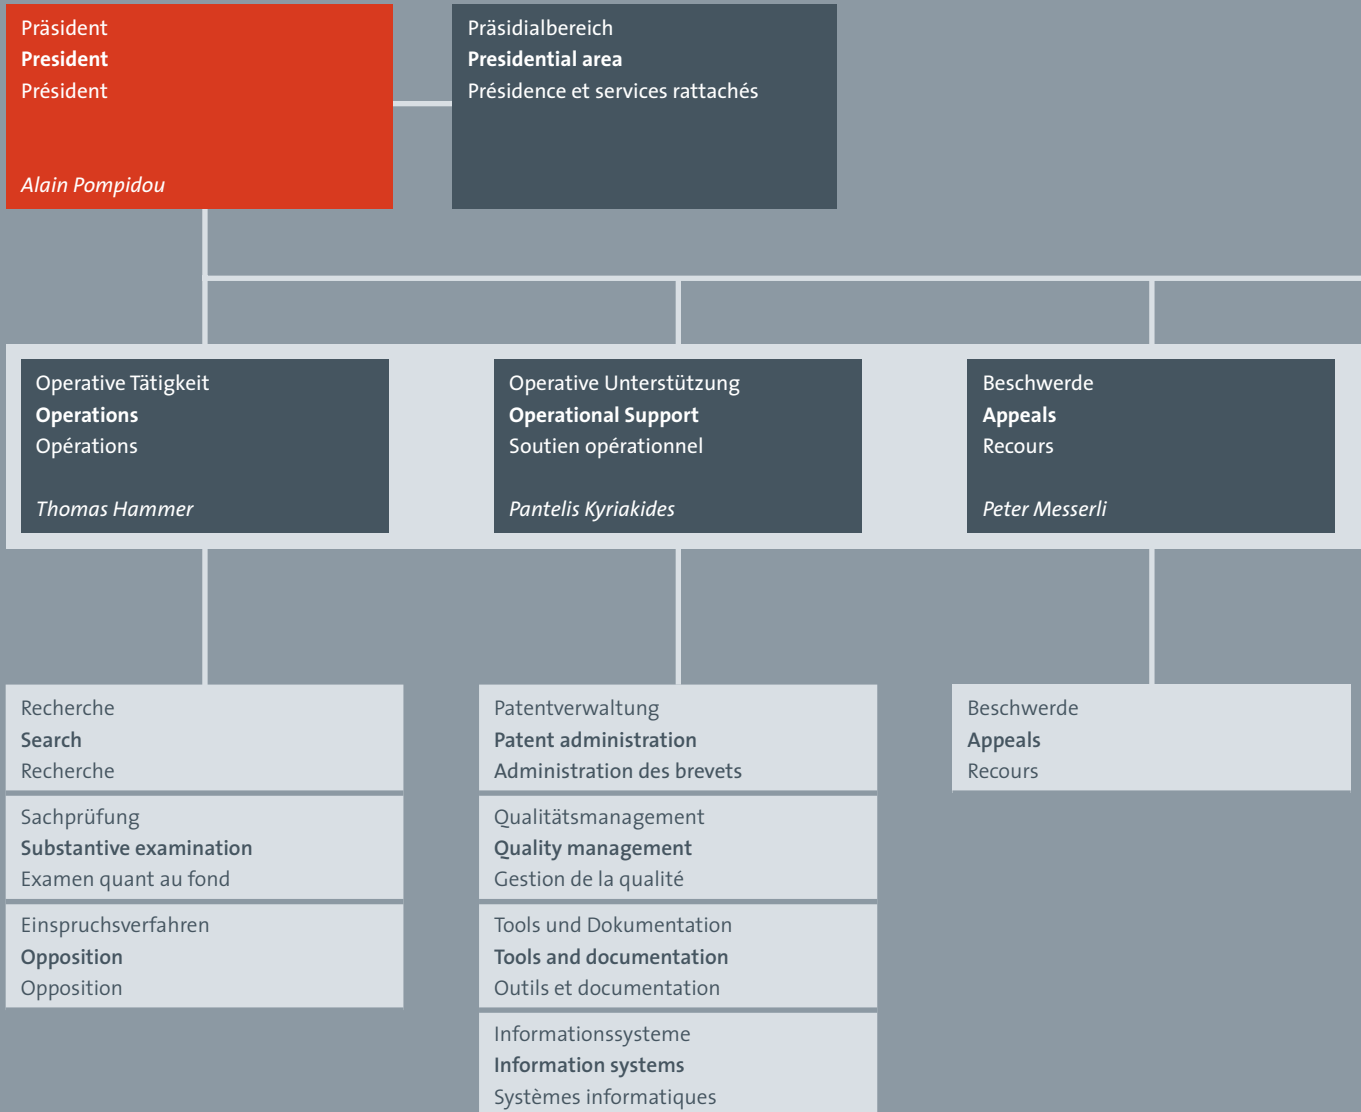 Präsident
President
Président
Alain Pompidou
Präsidialbereich
Presidential area
Présidence et services rattachés
Operative Tätigkeit
Operations
Opérations
Thomas Hammer
Operative Unterstützung
Operational Support
Soutien opérationnel
Pantelis Kyriakides
Beschwerde
Appeals
Recours
Peter Messerli
Recherche
Search
Recherche
Sachprüfung
Substantive examination
Examen quant au fond
Einspruchsverfahren
Opposition
Opposition
Patentverwaltung
Patent administration
Administration des brevets
Qualitätsmanagement
Quality management
Gestion de la qualité
Tools und Dokumentation
Tools and documentation
Outils et documentation
Informationssysteme
Information systems
Systèmes informatiques
Beschwerde
Appeals
Recours